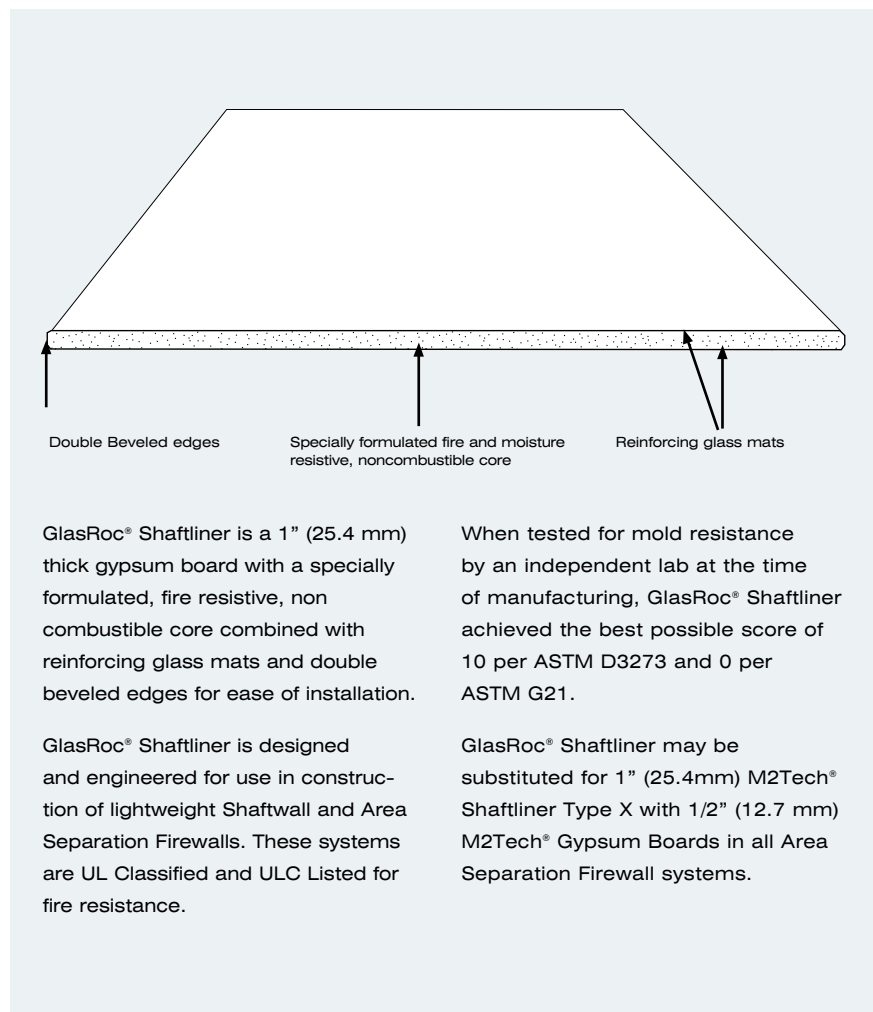 Double Beveled edges
Specially formulated fire and moisture
resistive, noncombustible core
Reinforcing glass mats
GlasRoc® Shaftliner is a 1” (25.4 mm)
thick gypsum board with a specially
formulated, fire resistive, non
combustible core combined with
reinforcing glass mats and double
beveled edges for ease of installation.
GlasRoc® Shaftliner is designed
and engineered for use in construc-
tion of lightweight Shaftwall and Area
Separation Firewalls. These systems
are UL Classified and ULC Listed for
fire resistance.
When tested for mold resistance
by an independent lab at the time
of manufacturing, GlasRoc® Shaftliner
achieved the best possible score of
10 per ASTM D3273 and 0 per
ASTM G21.
GlasRoc® Shaftliner may be
substituted for 1” (25.4mm) M2Tech®
Shaftliner Type X with 1/2” (12.7 mm)
M2Tech® Gypsum Boards in all Area
Separation Firewall systems.